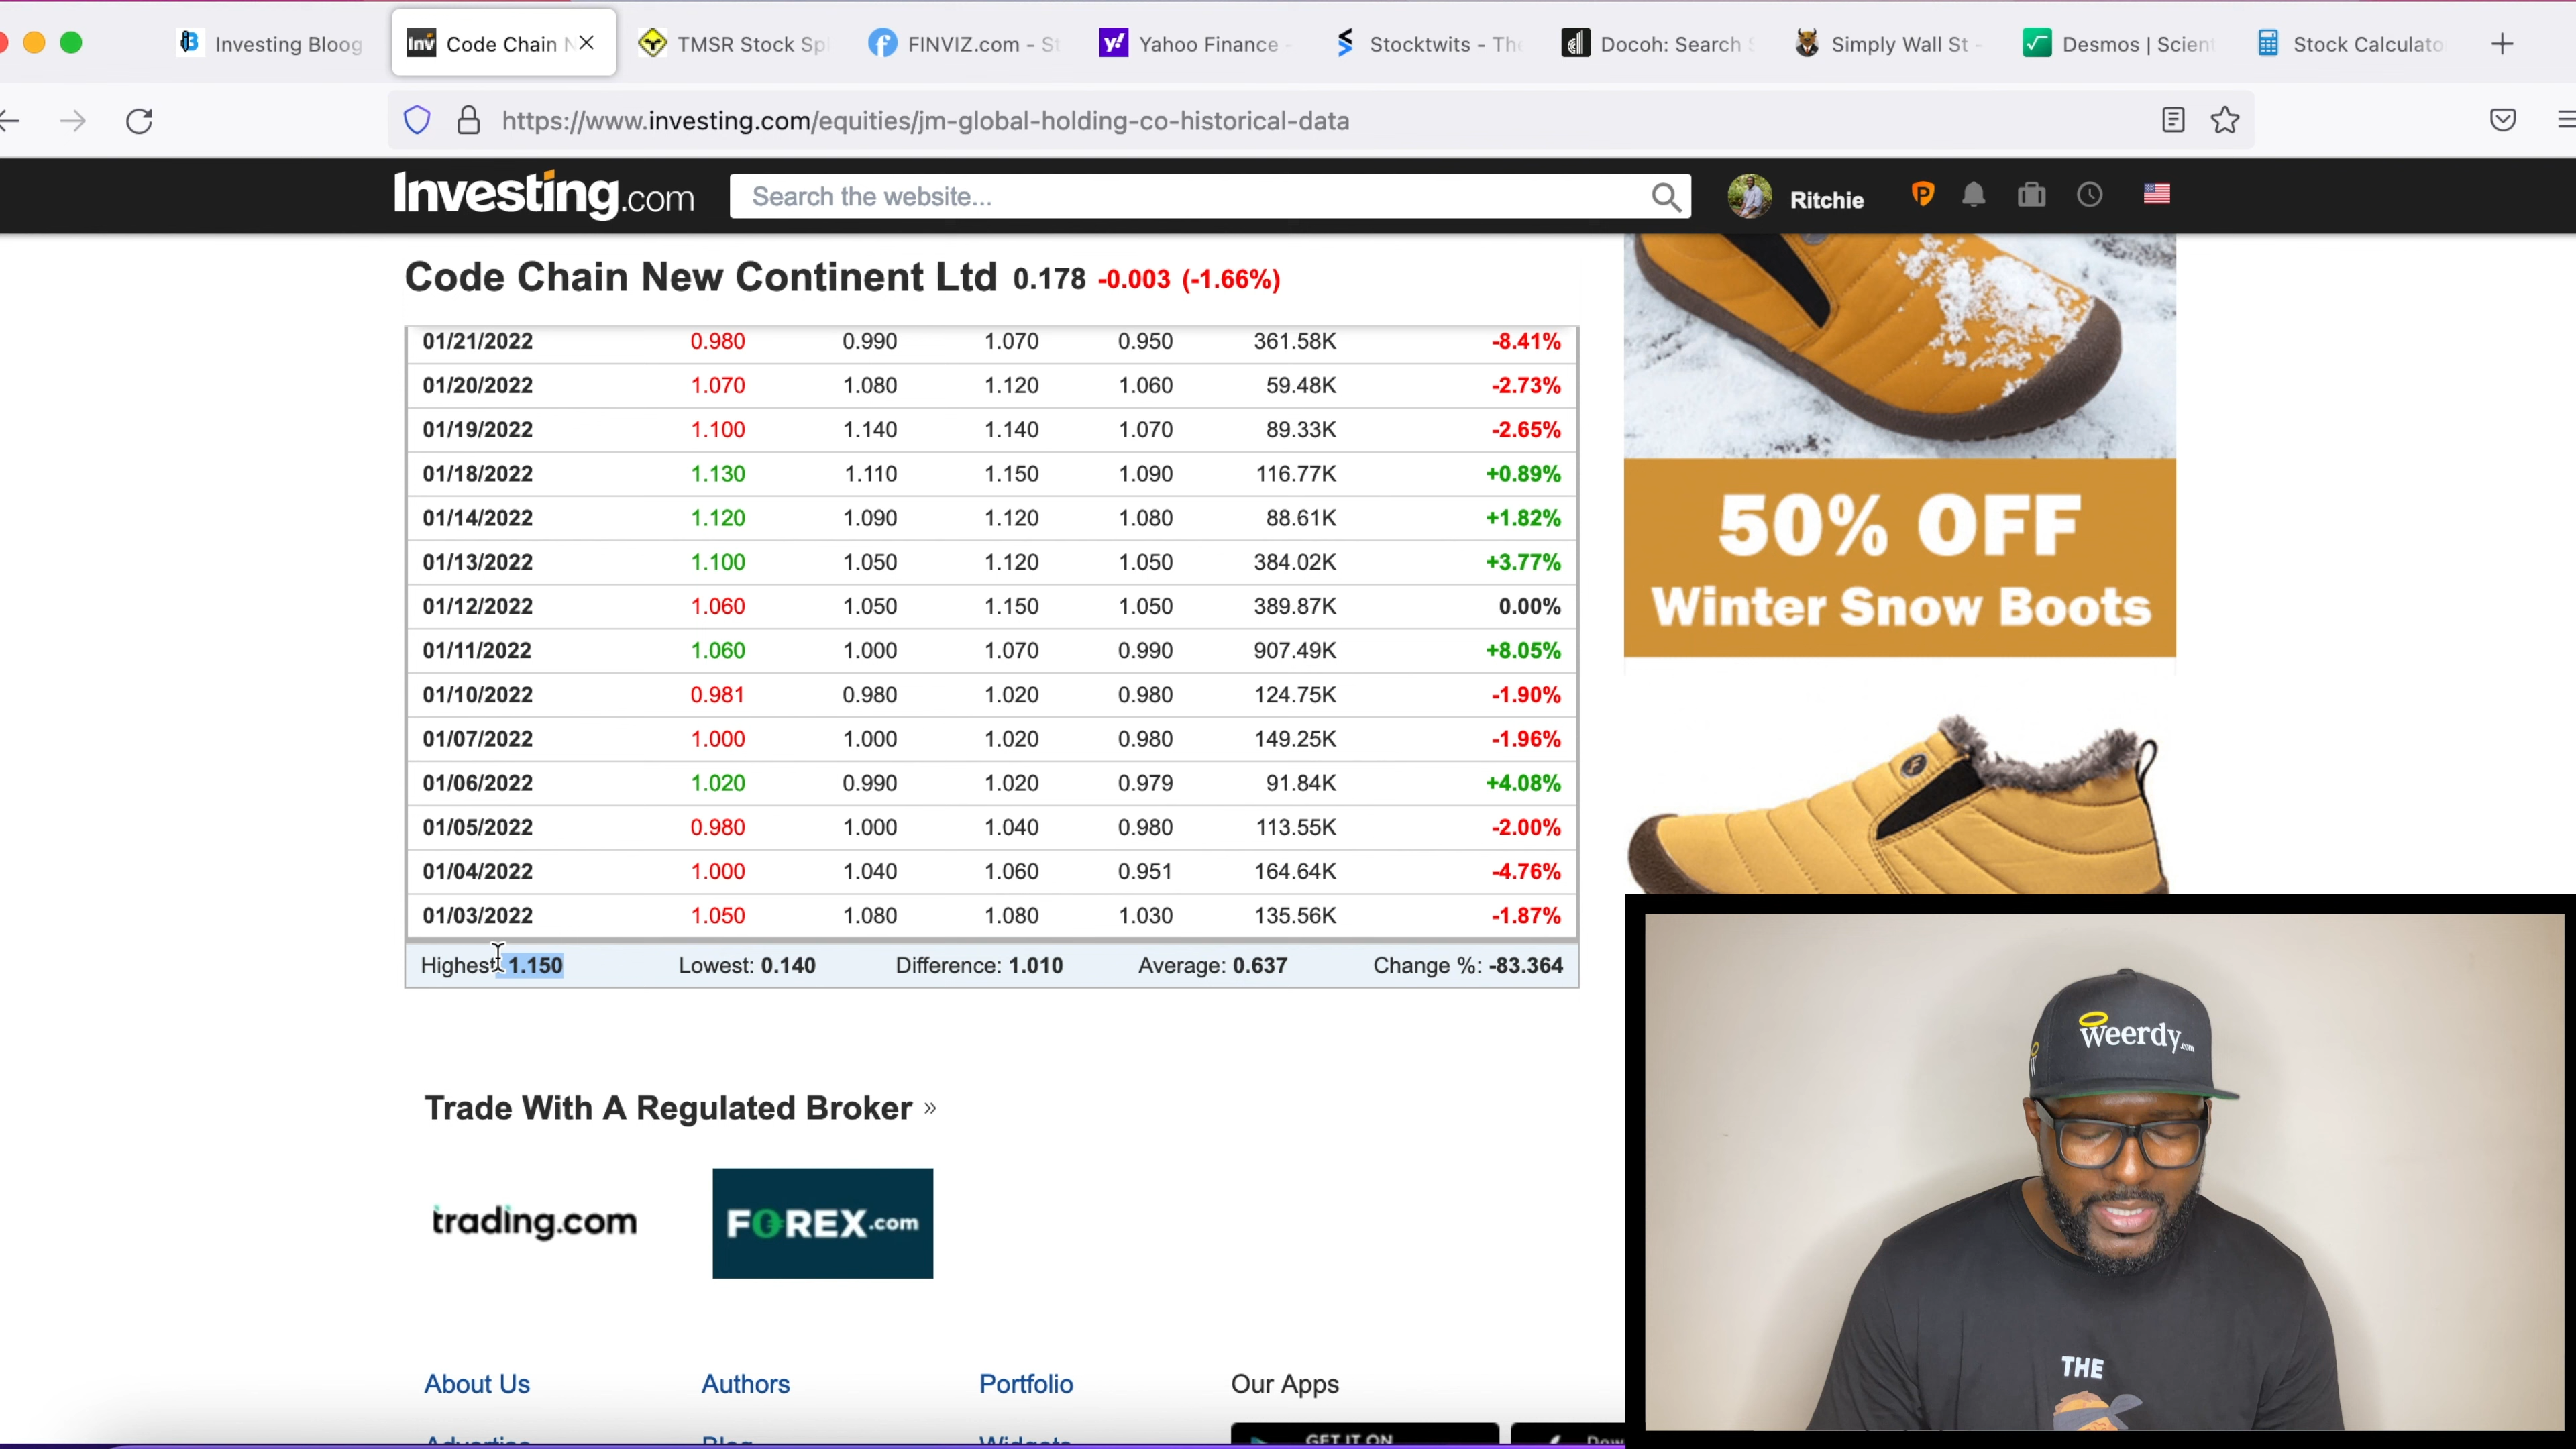 Investing Bloog
Code Chain N
TMSR Stock Spl
FINVIZ.com - St
Yahoo Finance -
Stocktwits - The
Docoh: Search S
Simply Wall St -
Desmos | Scient
Stock Calculato
https://www.investing.com/equities/jm-global-holding-co-historical-data
Investing.com
Search the website...
Ritchie
Code Chain New Continent Ltd 0.178 -0.003 (-1.66%)
01/21/2022 0.980 0.990 1.070 0.950 361.58K -8.41%
01/20/2022 1.070 1.080 1.120 1.060 59.48K -2.73%
01/19/2022 1.100 1.140 1.140 1.070 89.33K -2.65%
01/18/2022 1.130 1.110 1.150 1.090 116.77K +0.89%
01/14/2022 1.120 1.090 1.120 1.080 88.61K +1.82%
01/13/2022 1.100 1.050 1.120 1.050 384.02K +3.77%
01/12/2022 1.060 1.050 1.150 1.050 389.87K 0.00%
01/11/2022 1.060 1.000 1.070 0.990 907.49K +8.05%
01/10/2022 0.981 0.980 1.020 0.980 124.75K -1.90%
01/07/2022 1.000 1.000 1.020 0.980 149.25K -1.96%
01/06/2022 1.020 0.990 1.020 0.979 91.84K +4.08%
01/05/2022 0.980 1.000 1.040 0.980 113.55K -2.00%
01/04/2022 1.000 1.040 1.060 0.951 164.64K -4.76%
01/03/2022 1.050 1.080 1.080 1.030 135.56K -1.87%
Highest: 1.150 Lowest: 0.140 Difference: 1.010 Average: 0.637 Change %: -83.364
50% OFF
Winter Snow Boots
Trade With A Regulated Broker »
trading.com
FOREX.com
About Us
Authors
Portfolio
Our Apps
Advertise
Blog
Widgets
GET IT ON
Dow
weerdy.com
THE